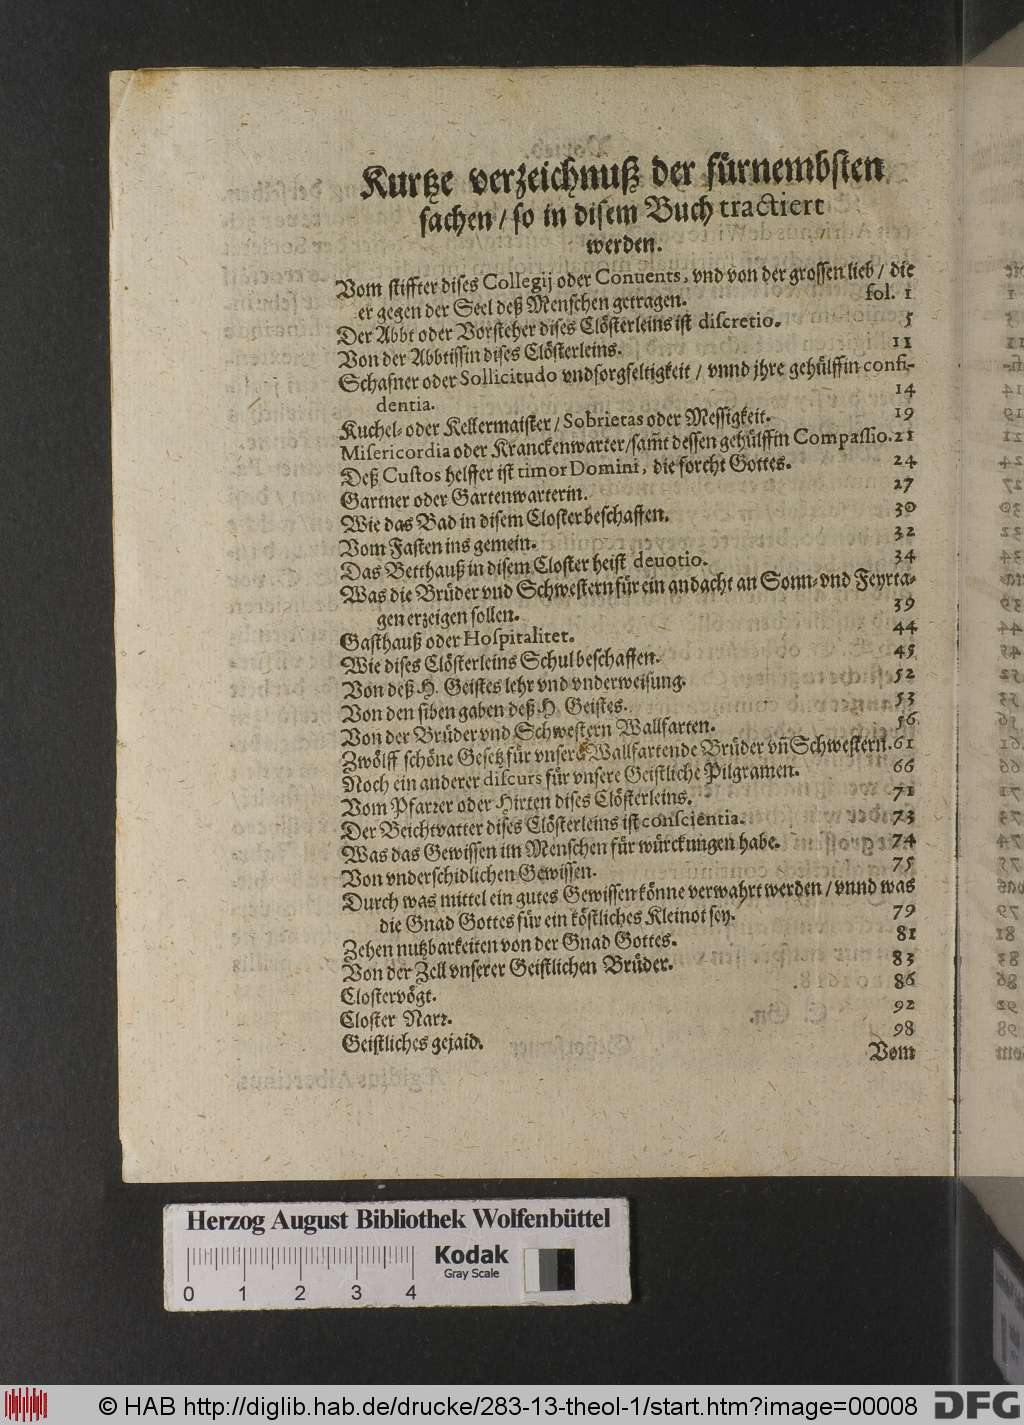 Kurtze verzeichnuß der fürnembsten
sachen / so in disem Buch tractiert
werden.
Vom stiffter dises Collegij oder Conuents, vnd von der grossen lieb / die
er gegen der Seel deß Menschen getragen. fol. 1
Der Abbt oder Vorsteher dises Clösterleins ist discretio. 5
Von der Abbtissin dises Clösterleins. 11
Schafner oder Sollicitudo vnd sorgfeltigkeit / vnnd jhre gehülffin confi-
dentia. 14
Kuchel- oder Kellermaister / Sobrietas oder Messigkeit. 19
Misericordia oder Kranckenwarter / sam̃t dessen gehülffin Compassio. 21
Deß Custos helffer ist timor Domini, die forcht Gottes. 24
Gartner oder Gartenwarterin. 27
Wie das Bad in disem Closter beschaffen. 30
Vom Fasten ins gemein. 32
Das Betthauß in disem Closter heist deuotio. 34
Was die Brüder vnd Schwestern für ein andacht an Sonn- vnd Feyrta-
gen erzeigen sollen. 39
Gasthauß oder Hospitalitet. 44
Wie dises Clösterleins Schul beschaffen. 45
Von deß H. Geistes lehr vnd vnderweisung. 52
Von den siben gaben deß H. Geistes. 53
Von der Brüder vnd Schwestern Wallfarten. 56
Zwölff schöne Gesetz für vnsere Wallfartende Brüder vñ Schwestern. 61
Noch ein anderer discurs für vnsere Geistliche Pilgramen. 66
Vom Pfarrer oder Hirten dises Clösterleins. 71
Der Beichtvatter dises Clösterleins ist conscientia. 73
Was das Gewissen im Menschen für würckungen habe. 74
Von vnderschidlichen Gewissen. 75
Durch was mittel ein gutes Gewissen könne verwahrt werden / vnnd was
die Gnad Gottes für ein köstliches Kleinot sey. 79
Zehen nutzbarkeiten von der Gnad Gottes. 81
Von der Zell vnserer Geistlichen Brüder. 83
Clostervögt. 86
Closter Narr. 92
Geistliches gejaid. 98
Vom
Herzog August Bibliothek Wolfenbüttel
Kodak
Gray Scale
0 1 2 3 4
© HAB http://diglib.hab.de/drucke/283-13-theol-1/start.htm?image=00008
DFG